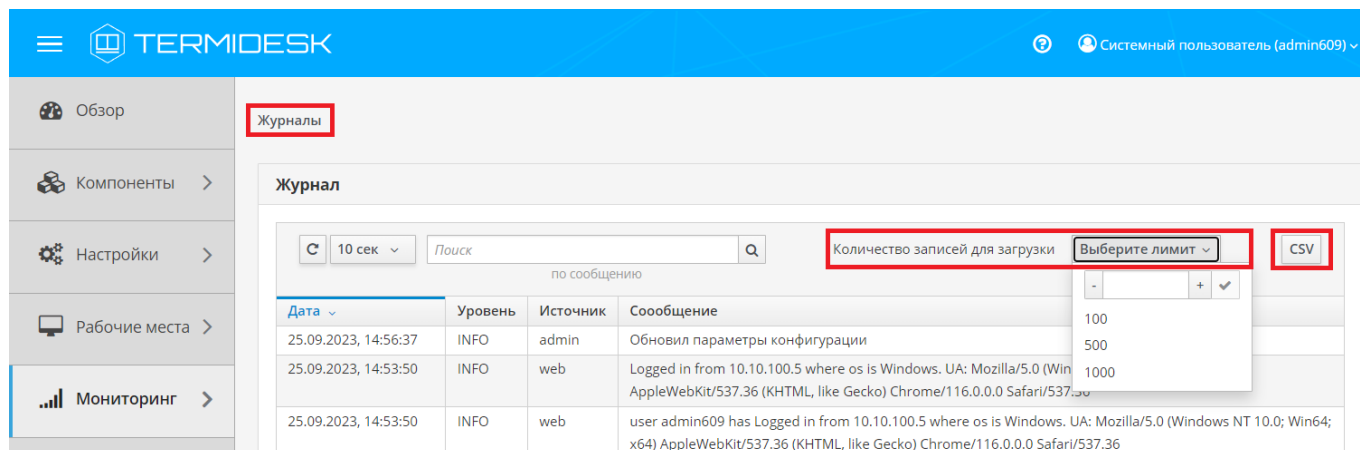 TERMIDESK
Системный пользователь (admin609)
Обзор
Журналы
Компоненты
Журнал
Настройки
10 сек
Поиск
Количество записей для загрузки
Выберите лимит
CSV
по сообщению
- +
Дата Уровень Источник Соообщение
100
Рабочие места
25.09.2023, 14:56:37 INFO admin Обновил параметры конфигурации
500
25.09.2023, 14:53:50 INFO web Logged in from 10.10.100.5 where os is Windows. UA: Mozilla/5.0 (Win
1000
AppleWebKit/537.36 (KHTML, like Gecko) Chrome/116.0.0.0 Safari/537.36
Мониторинг
25.09.2023, 14:53:50 INFO web user admin609 has Logged in from 10.10.100.5 where os is Windows. UA: Mozilla/5.0 (Windows NT 10.0; Win64;
x64) AppleWebKit/537.36 (KHTML, like Gecko) Chrome/116.0.0.0 Safari/537.36